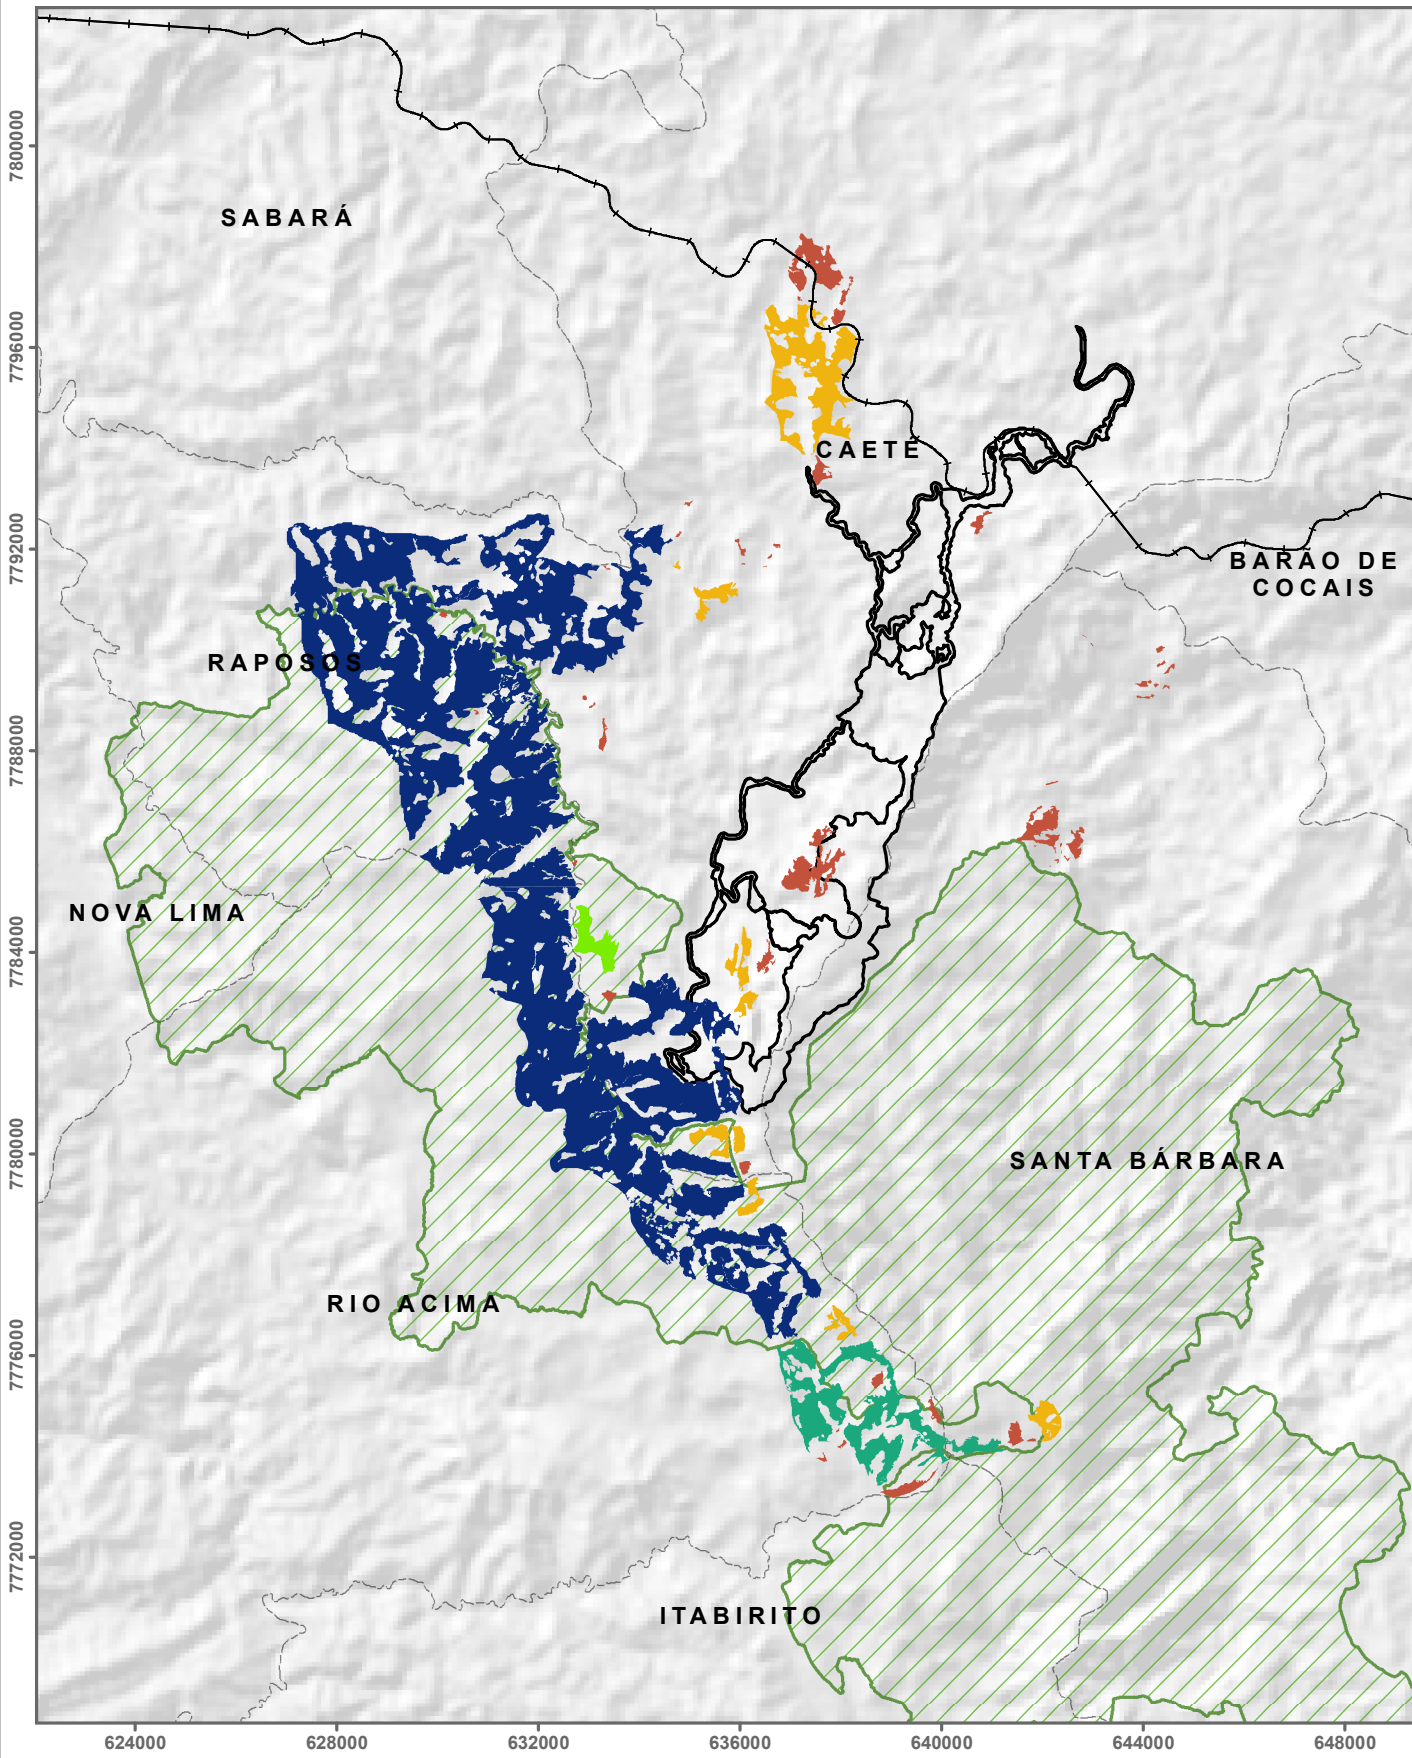 7800000
SABARÁ
7796000
CAETÉ
7792000
BARÃO DE
COCAIS
RAPOSOS
7788000
NOVA LIMA
7784000
7780000
SANTA BÁRBARA
RIO ACIMA
7776000
7772000
ITABIRITO
624000 628000 632000 636000 640000 644000 648000